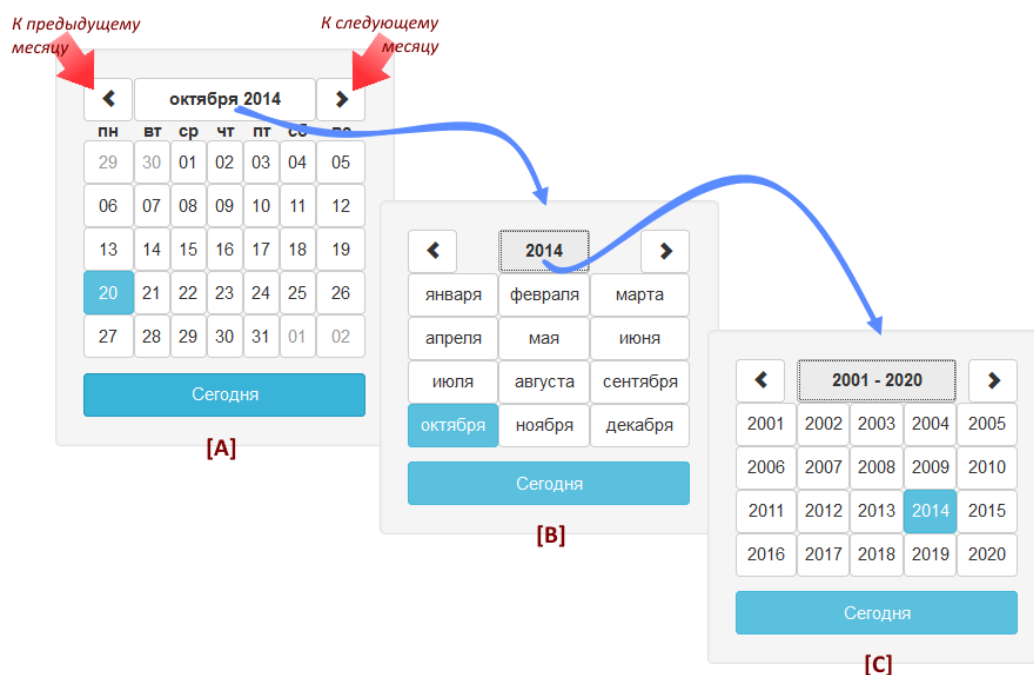 К предыдущему
месяцу
К следующему
месяцу
октября 2014
пн вт ср чт пт сб вс
29 30 01 02 03 04 05
06 07 08 09 10 11 12
13 14 15 16 17 18 19
20 21 22 23 24 25 26
27 28 29 30 31 01 02
Сегодня
[A]
2014
января февраля марта
апреля мая июня
июля августа сентября
октября ноября декабря
Сегодня
[B]
2001 - 2020
2001 2002 2003 2004 2005
2006 2007 2008 2009 2010
2011 2012 2013 2014 2015
2016 2017 2018 2019 2020
Сегодня
[C]